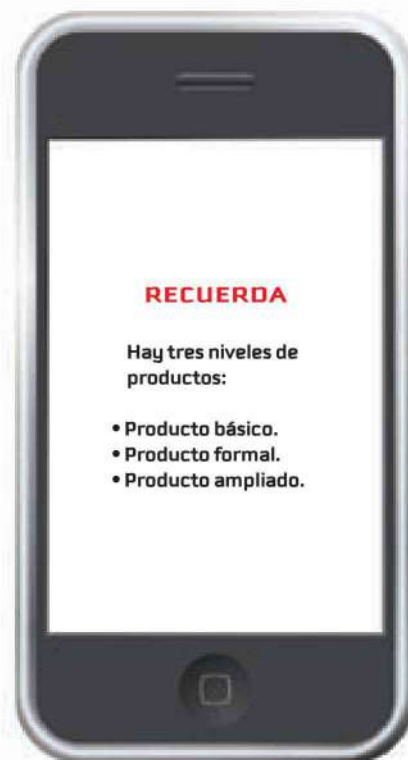 RECUERDA
Hay tres niveles de
productos:
• Producto básico.
• Producto formal.
• Producto ampliado.